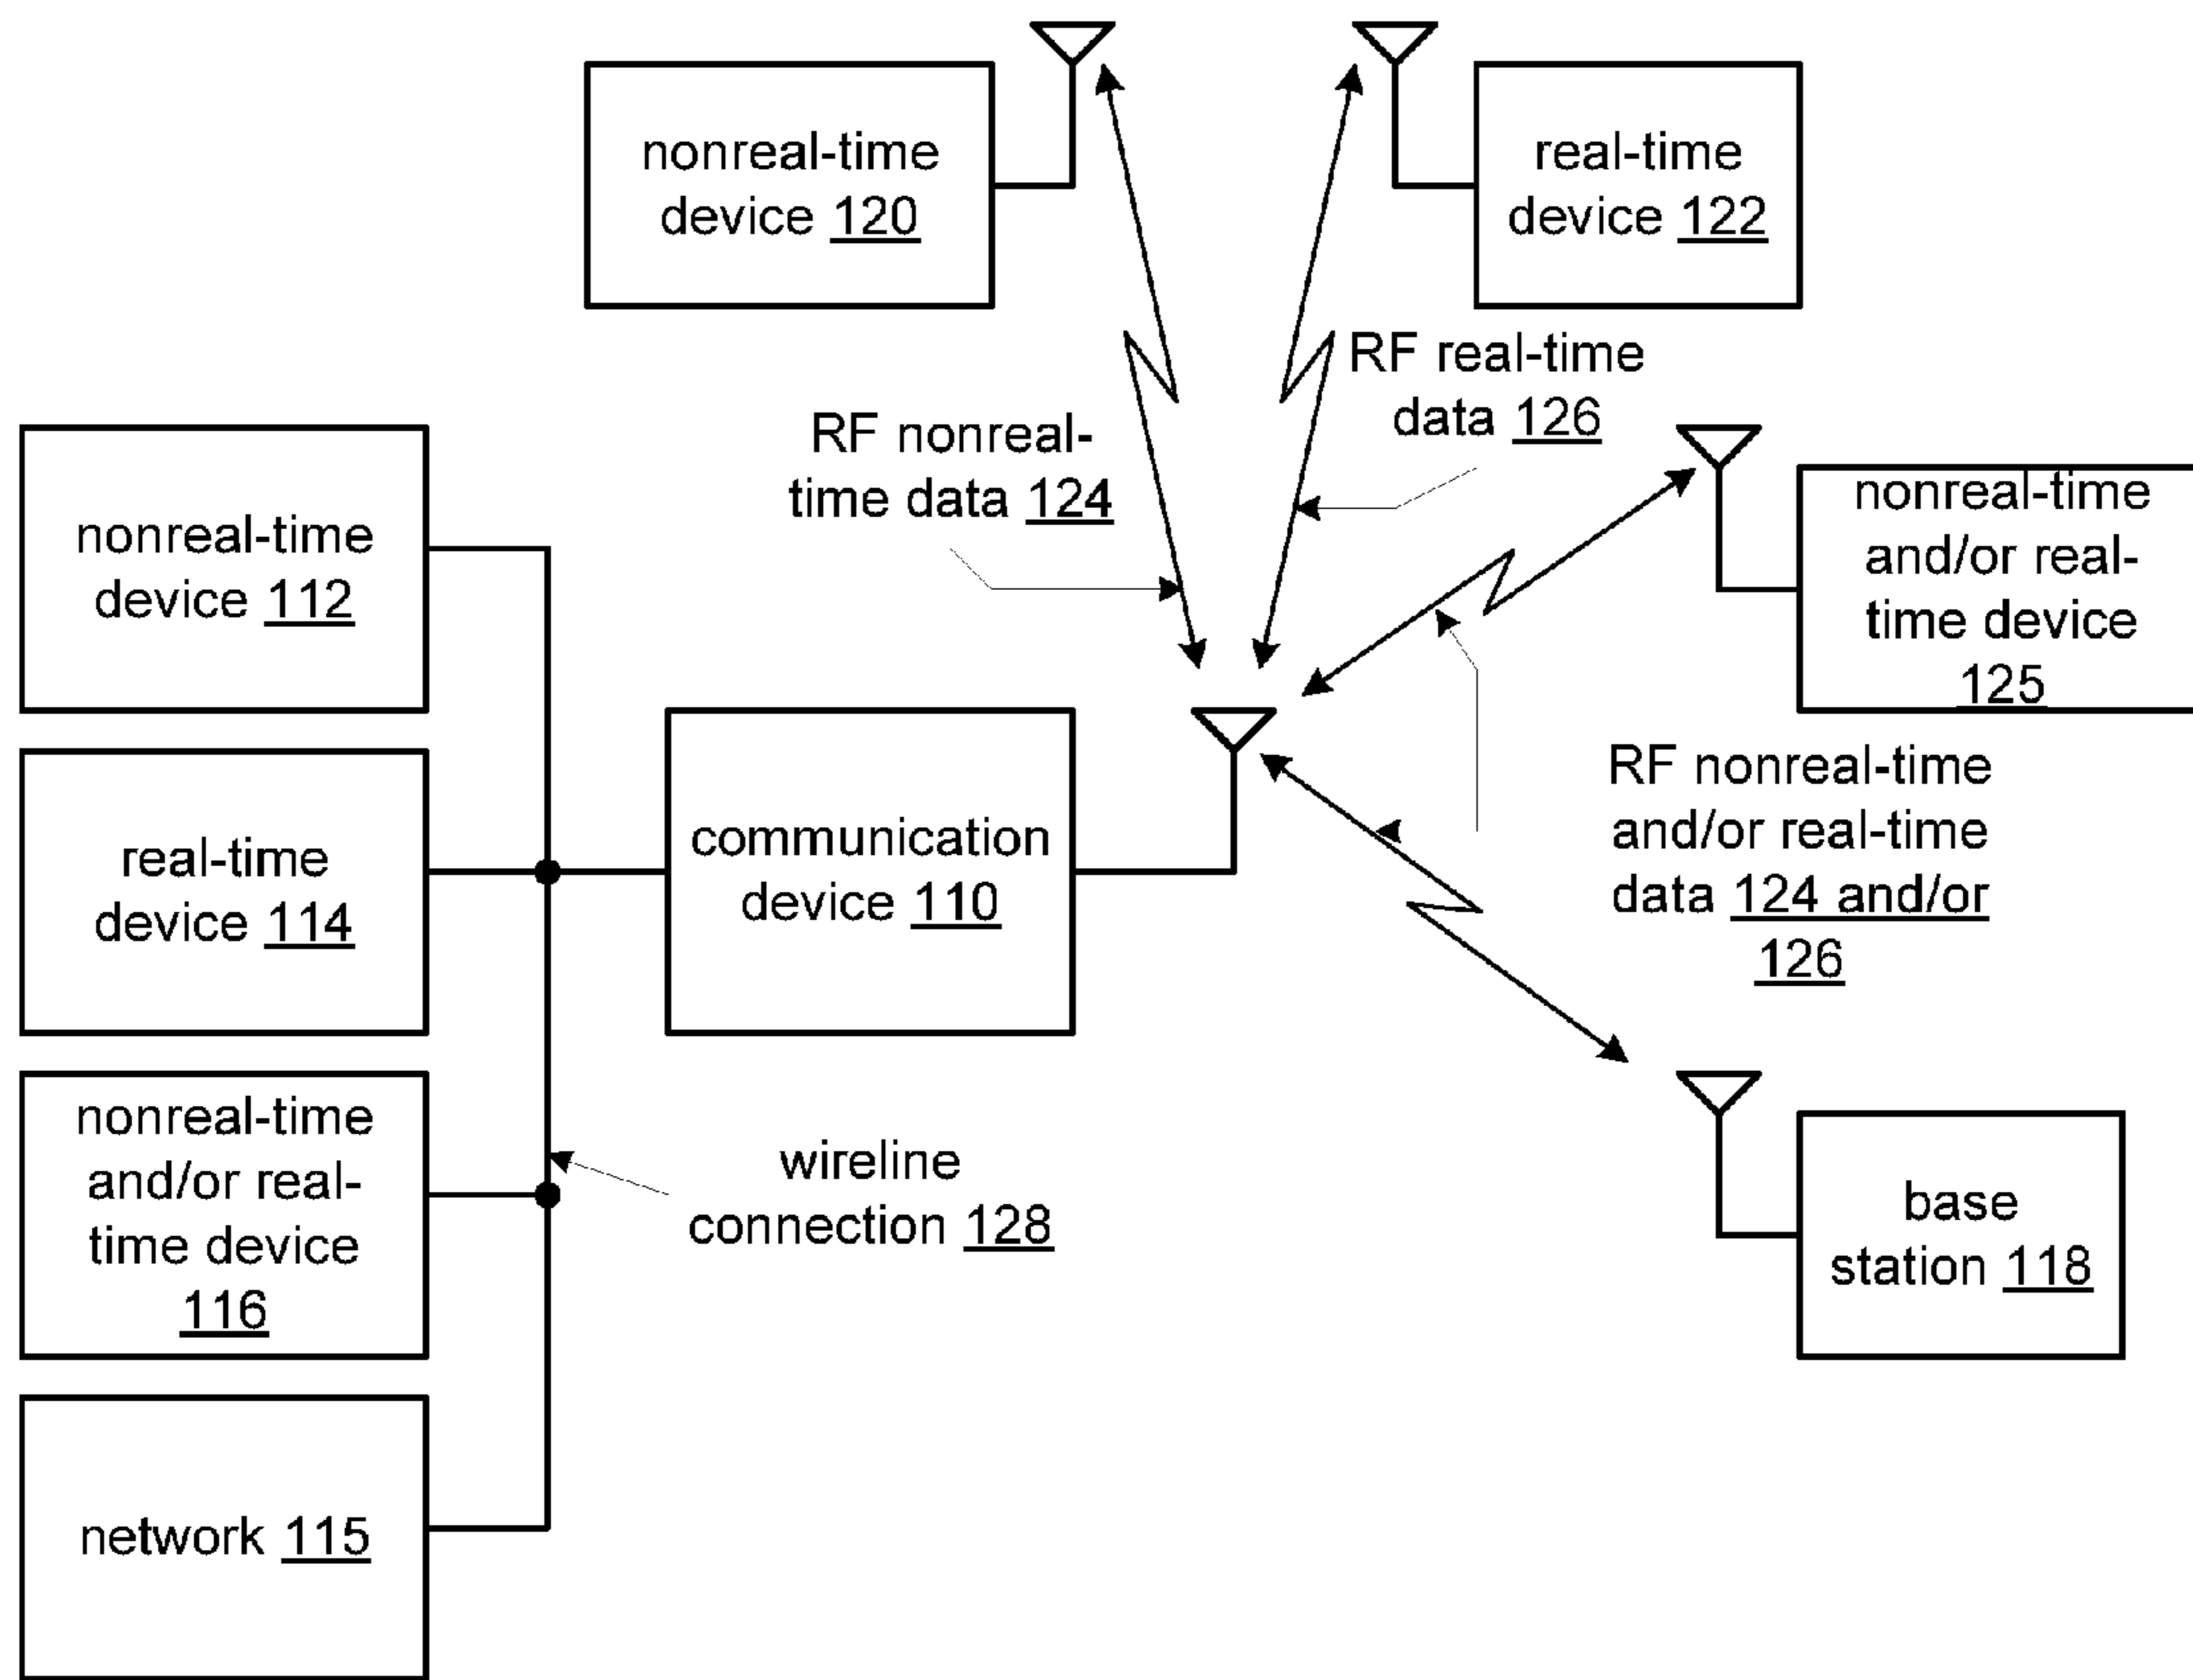 nonreal-time
device 120
real-time
device 122
RF real-time
data 126
RF nonreal-
time data 124
nonreal-time
device 112
nonreal-time
and/or real-
time device
125
communication
device 110
RF nonreal-time
and/or real-time
data 124 and/or
126
real-time
device 114
nonreal-time
and/or real-
time device
116
wireline
connection 128
base
station 118
network 115